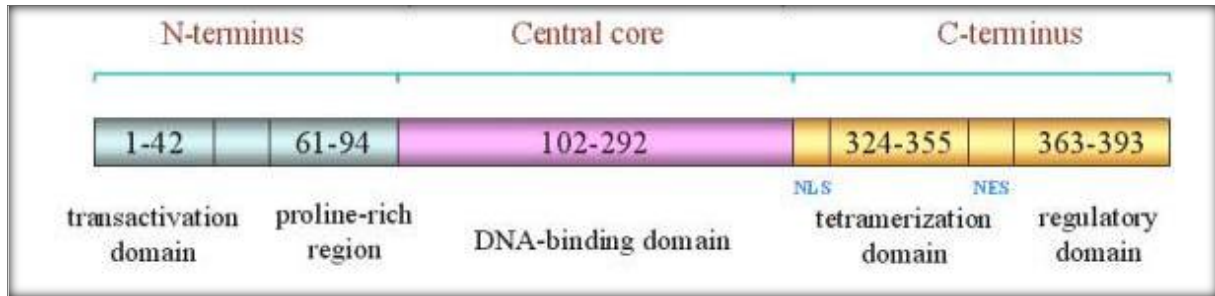 N-terminus Central core C-terminus
1-42 61-94 102-292 324-355 363-393
NLS NES
transactivation domain
proline-rich region
DNA-binding domain
tetramerization domain
regulatory domain